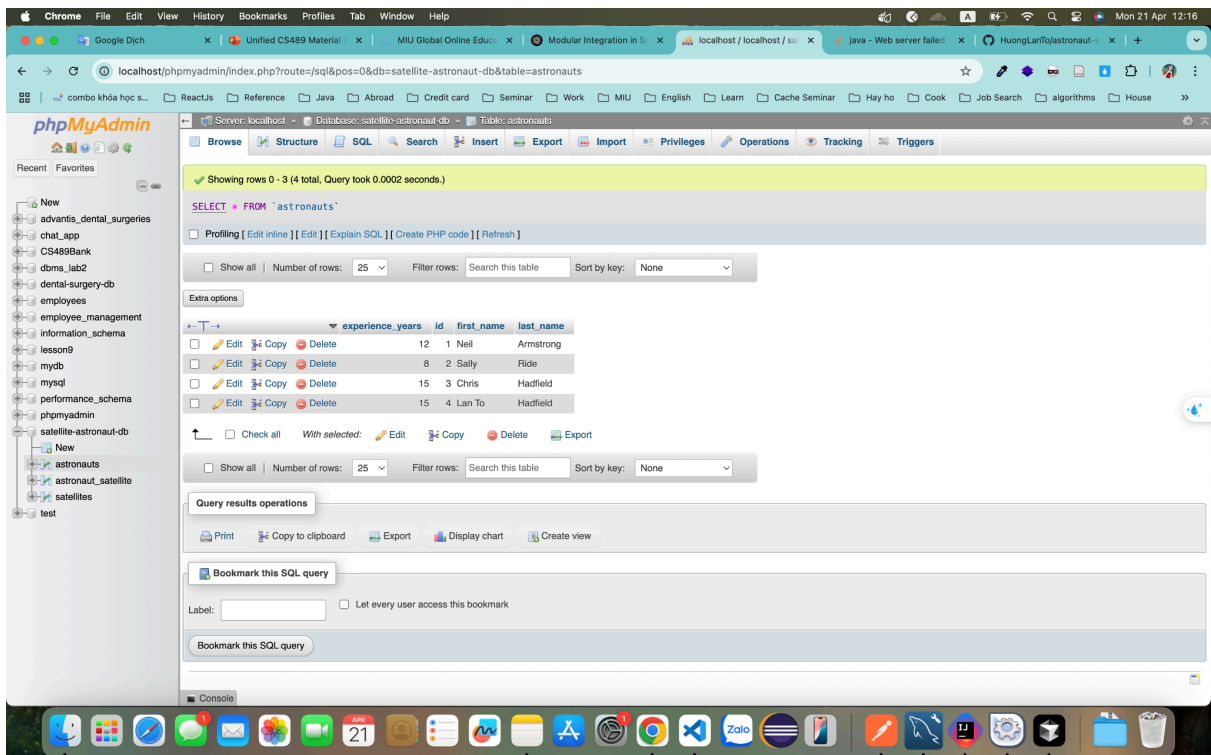 Chrome File Edit View History Bookmarks Profiles Tab Window Help A Mon 21 Apr 12:16
Google Dịch Unified CS489 Material MIU Global Online Educ Modular Integration in S localhost / localhost / sa java - Web server failed HuongLanTo/astronaut-s
localhost/phpmyadmin/index.php?route=/sql&pos=0&db=satellite-astronaut-db&table=astronauts
combo khóa học s... ReactJs Reference Java Abroad Credit card Seminar Work MIU English Learn Cache Seminar Hay ho Cook Job Search algorithms House »
phpMyAdmin
Recent Favorites
New
advantis_dental_surgeries
chat_app
CS489Bank
dbms_lab2
dental-surgery-db
employees
employee_management
information_schema
lesson9
mydb
mysql
performance_schema
phpmyadmin
satellite-astronaut-db
New
astronauts
astronaut_satellite
satellites
test
Server: localhost » Database: satellite-astronaut-db » Table: astronauts
Browse Structure SQL Search Insert Export Import Privileges Operations Tracking Triggers
Showing rows 0 - 3 (4 total, Query took 0.0002 seconds.)
SELECT * FROM `astronauts`
Profiling [ Edit inline ] [ Edit ] [ Explain SQL ] [ Create PHP code ] [ Refresh ]
Show all | Number of rows: 25 Filter rows: Search this table Sort by key: None
Extra options
←T→ experience_years id first_name last_name
Edit Copy Delete 12 1 Neil Armstrong
Edit Copy Delete 8 2 Sally Ride
Edit Copy Delete 15 3 Chris Hadfield
Edit Copy Delete 15 4 Lan To Hadfield
Check all With selected: Edit Copy Delete Export
Show all | Number of rows: 25 Filter rows: Search this table Sort by key: None
Query results operations
Print Copy to clipboard Export Display chart Create view
Bookmark this SQL query
Label: Let every user access this bookmark
Bookmark this SQL query
Console
1 APR 21 1 Zalo